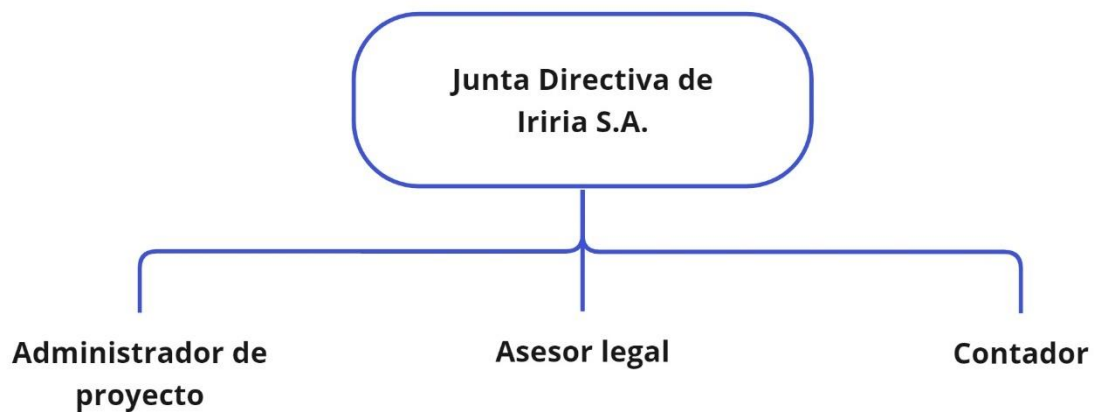 Junta Directiva de
Iriria S.A.
Administrador de
proyecto
Asesor legal
Contador